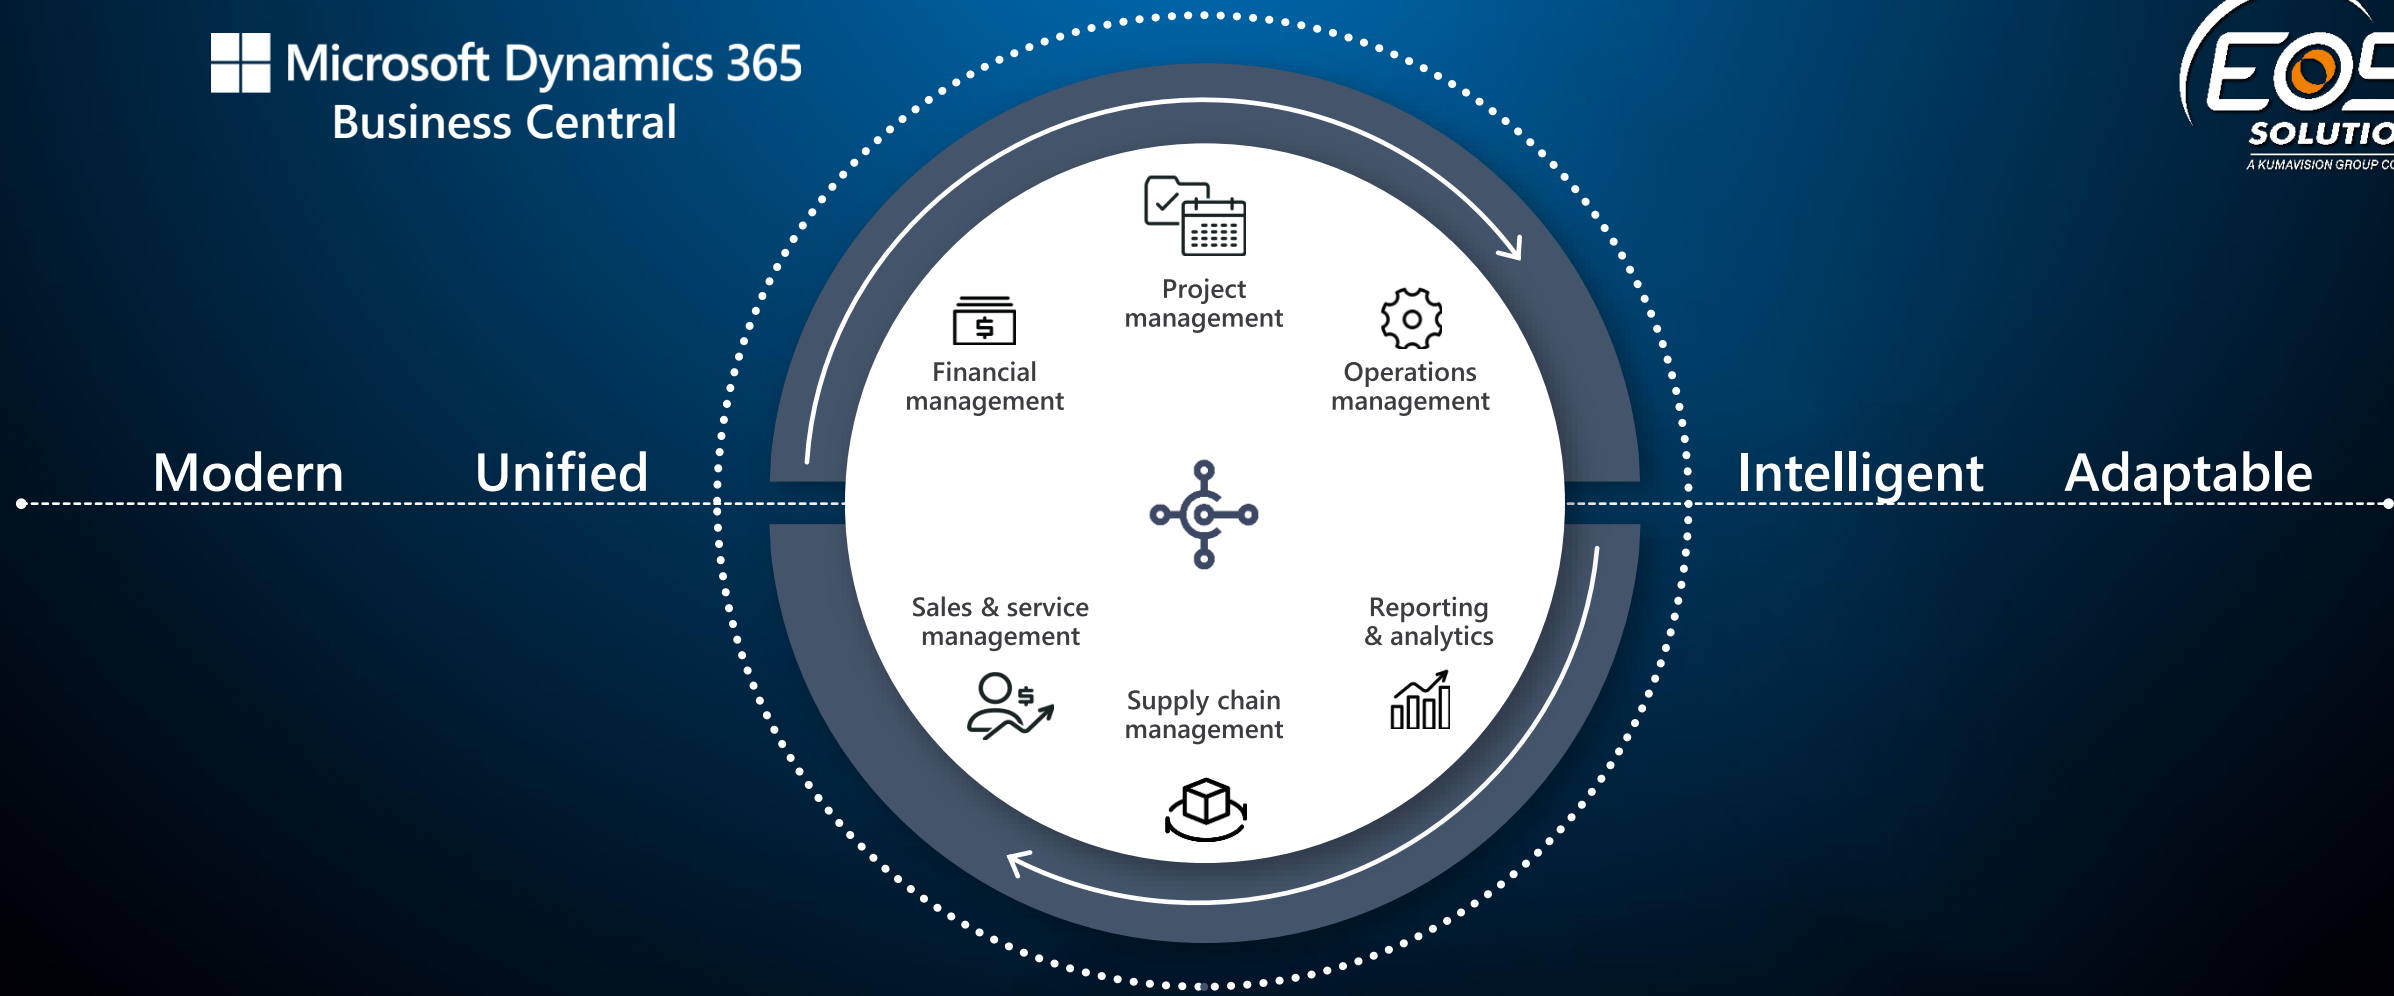 Microsoft Dynamics 365
Business Central
EOS
SOLUTIO
A KUMAVISION GROUP CO
Project
management
Financial
management
Operations
management
Modern
Unified
Intelligent
Adaptable
Sales & service
management
Reporting
& analytics
Supply chain
management